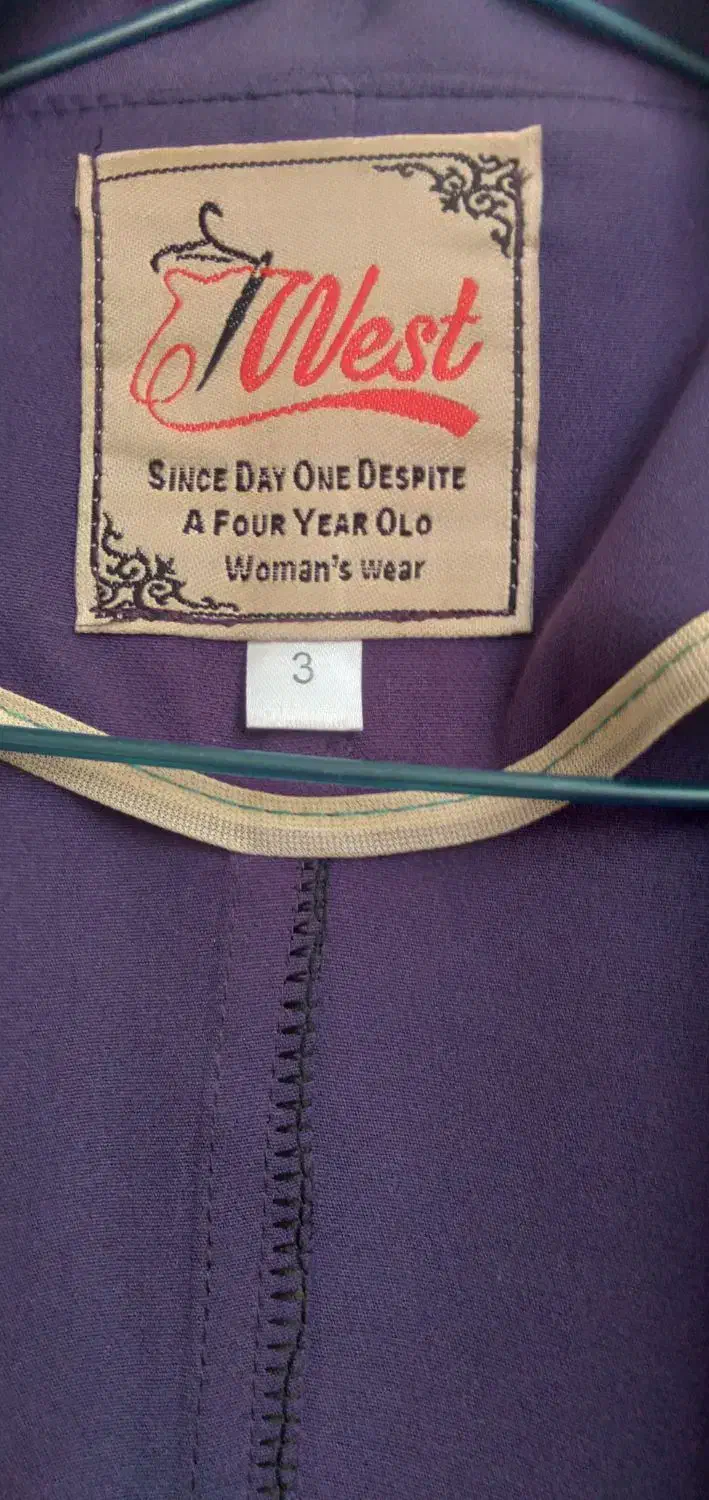 West
SINCE DAY ONE DESPITE
A FOUR YEAR OLO
Woman's wear
3